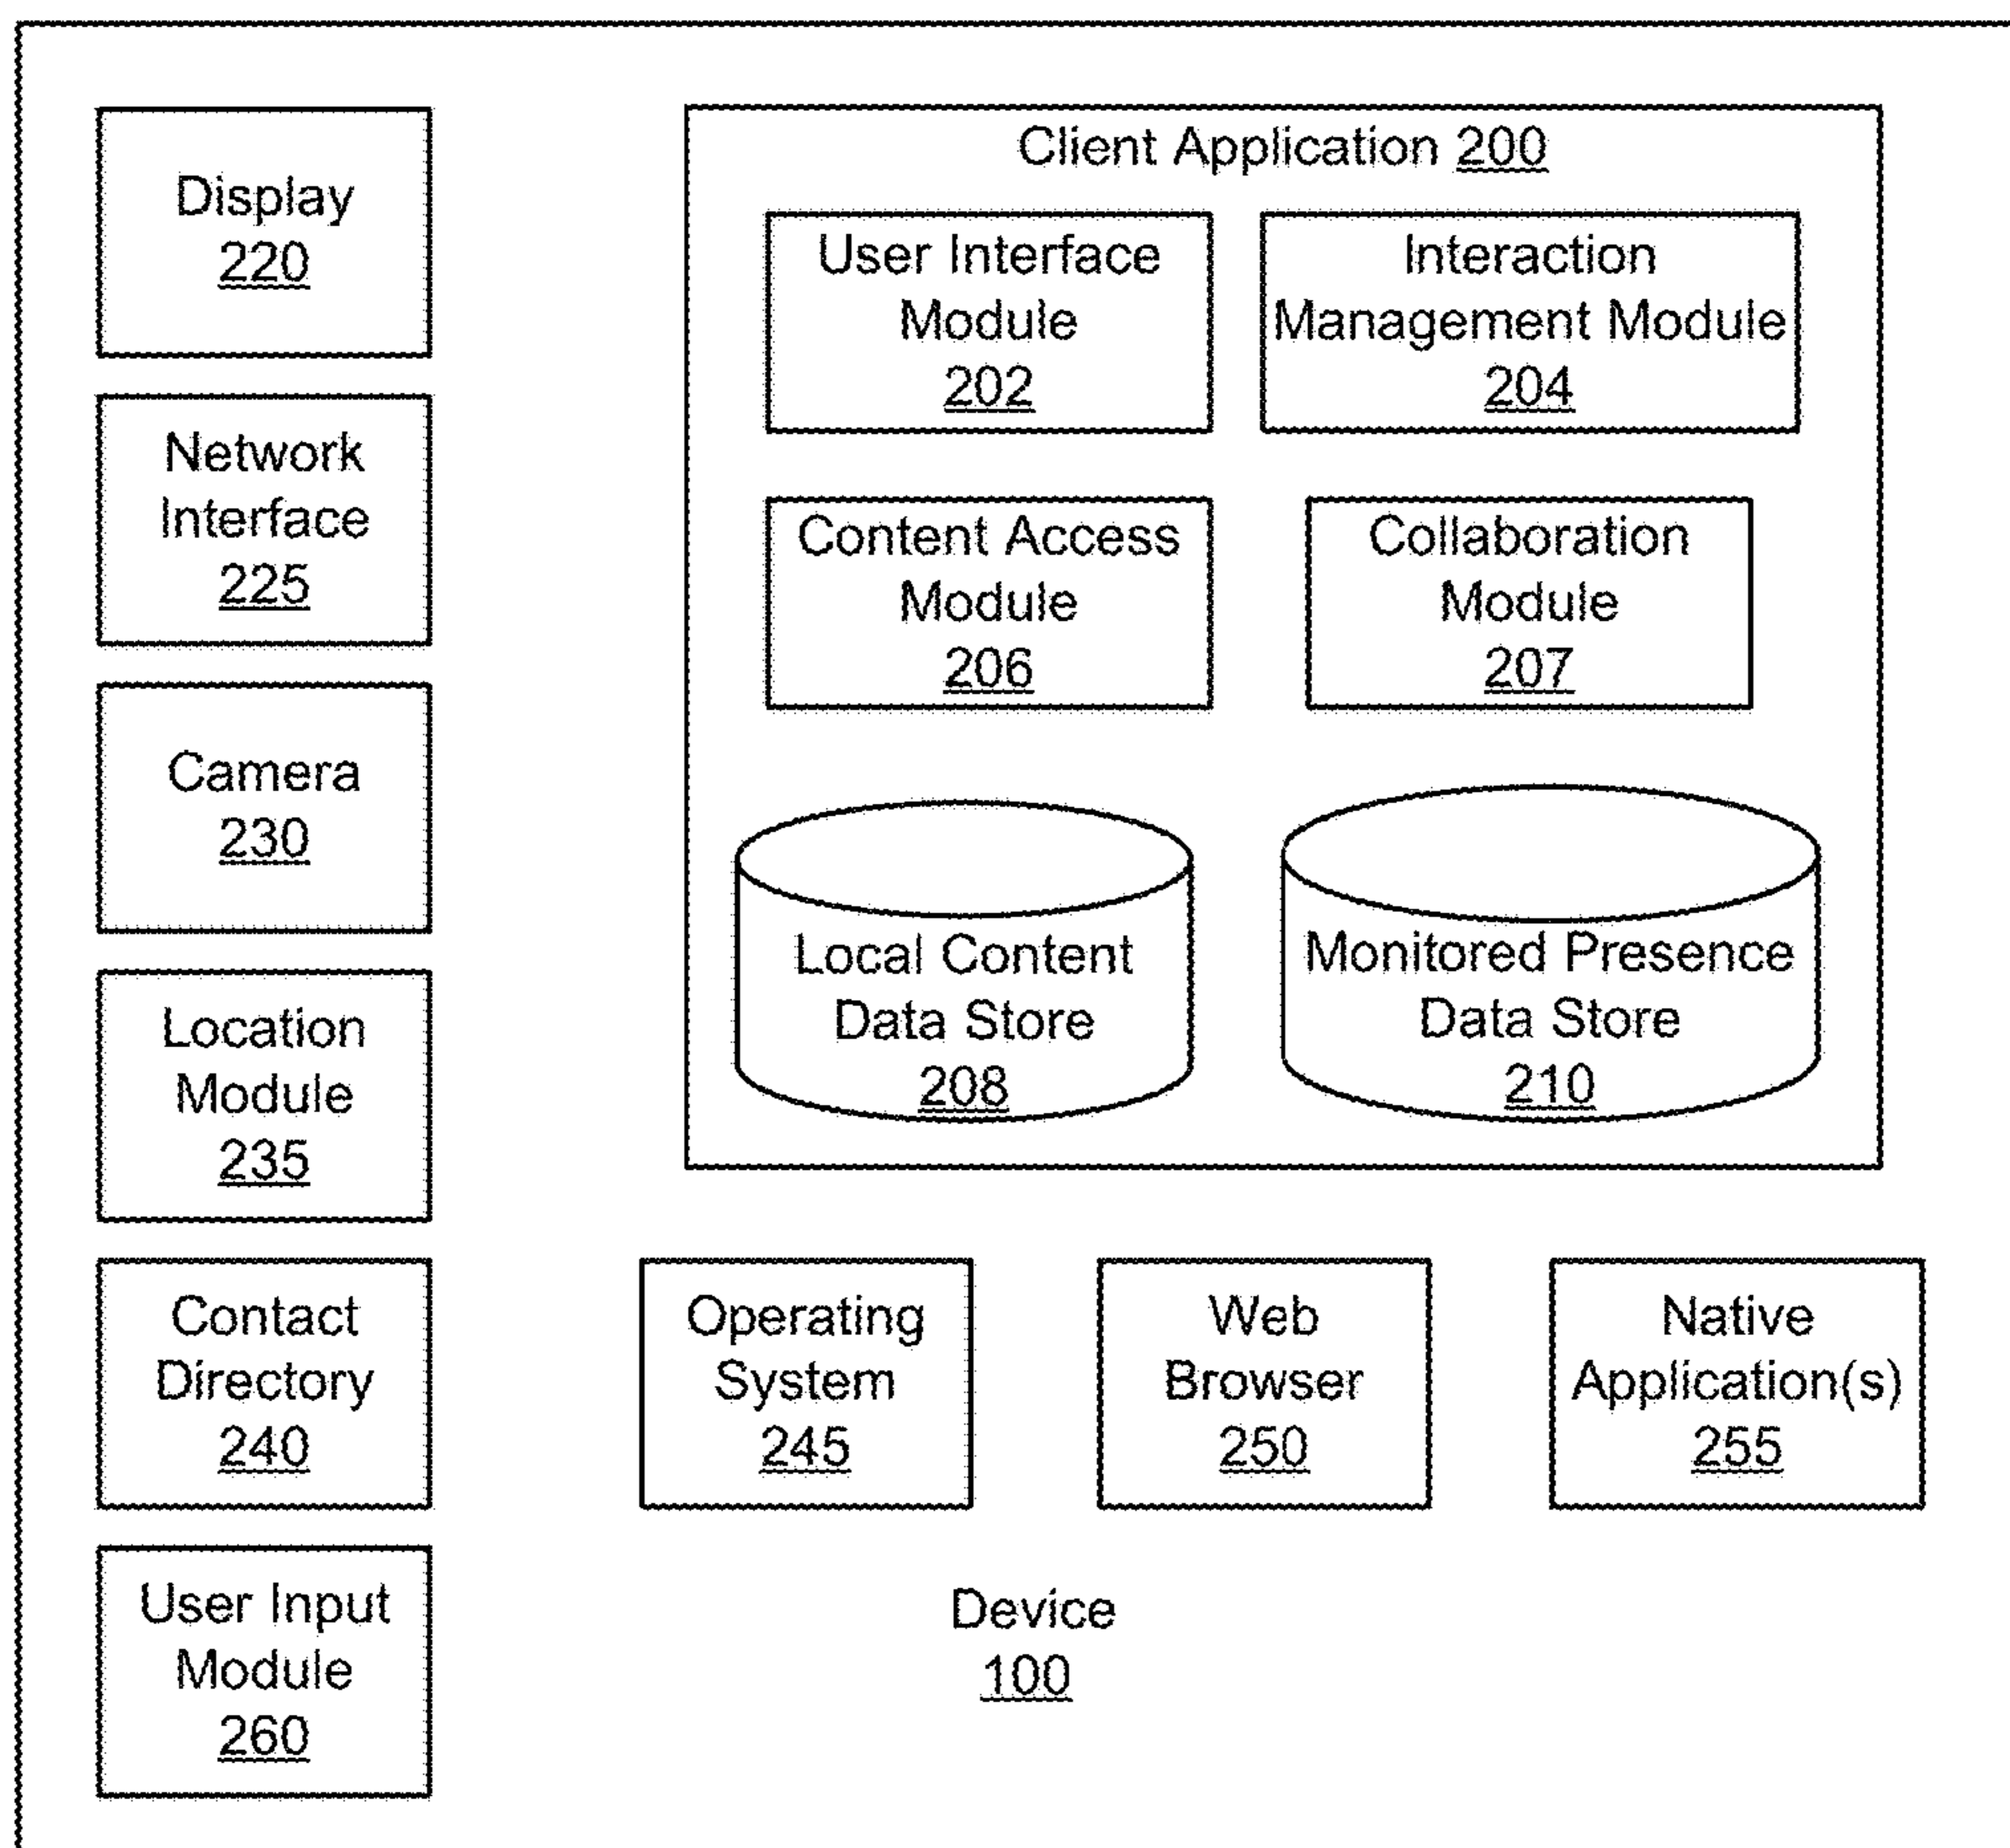 Display
220
Network
Interface
225
Camera
230
Location
Module
235
Contact
Directory
240
User Input
Module
260
Client Application 200
User Interface
Module
202
Interaction
Management Module
204
Content Access
Module
206
Collaboration
Module
207
Local Content
Data Store
208
Monitored Presence
Data Store
210
Operating
System
245
Web
Browser
250
Native
Application(s)
255
Device
100